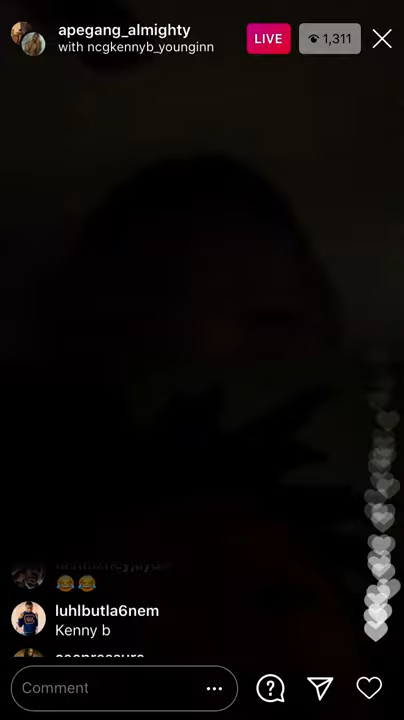 apegang_almighty
LIVE
1,311
with ncgkennyb_younginn
😂😂
luhlbutla6nem
Kenny b
Comment